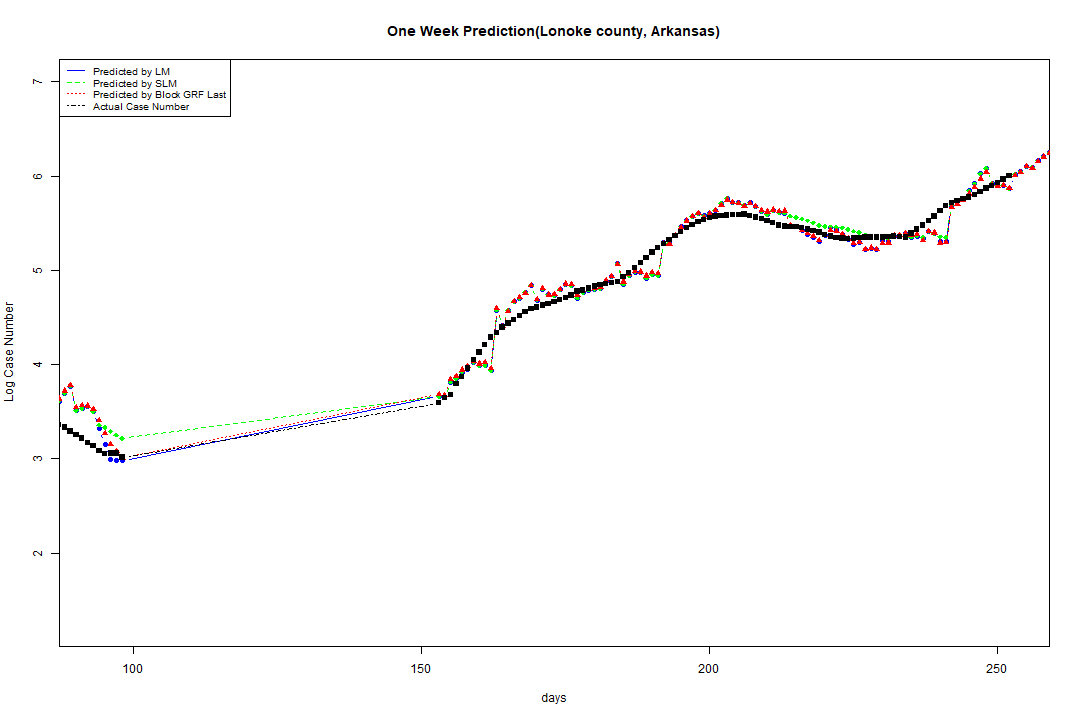 One Week Prediction(Lonoke county, Arkansas)
Predicted by LM
Predicted by SLM
Predicted by Block GRF Last
Actual Case Number
7
6
5
4
3
2
Log Case Number
100
150
200
250
days